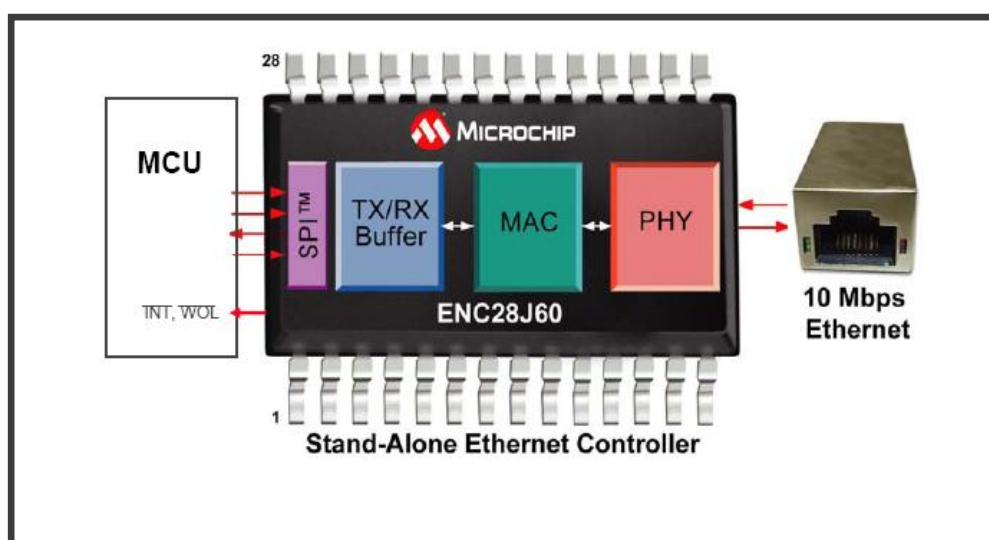 28
MICROCHIP
MCU
SPI™
TX/RX
Buffer
MAC
PHY
INT, WOL
ENC28J60
10 Mbps
Ethernet
1
Stand-Alone Ethernet Controller